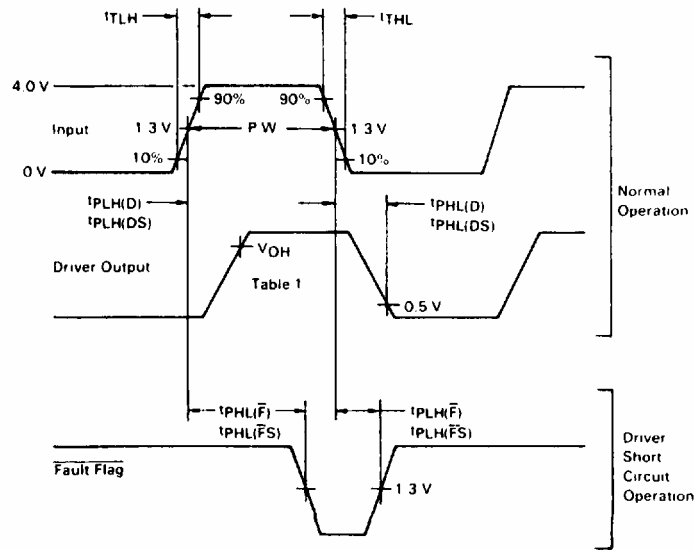 tTLH
tTHL
4.0 V
90%
90%
Input
1.3 V
P W
1.3 V
10%
10%
0 V
tPLH(D)
tPLH(DS)
tPHL(D)
tPHL(DS)
Normal
Operation
VOH
Driver Output
Table 1
0.5 V
tPHL(F̅)
tPHL(F̅S)
tPLH(F̅)
tPLH(F̅S)
Driver
Short
Circuit
Operation
Fault Flag
1.3 V